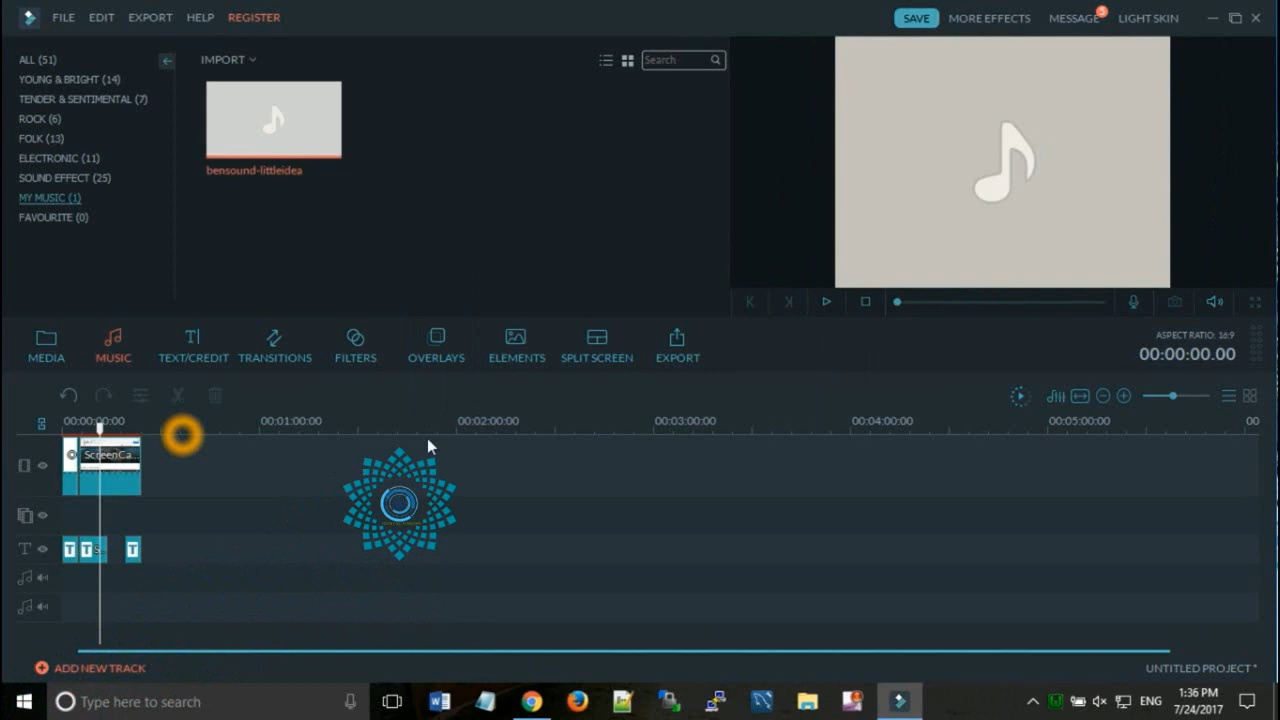 FILE EDIT EXPORT HELP REGISTER
SAVE MORE EFFECTS MESSAGE LIGHT SKIN
ALL (51)
YOUNG & BRIGHT (14)
TENDER & SENTIMENTAL (7)
ROCK (6)
FOLK (13)
ELECTRONIC (11)
SOUND EFFECT (25)
MY MUSIC (1)
FAVOURITE (0)
IMPORT
Search
bensound-littleidea
MEDIA MUSIC TEXT/CREDIT TRANSITIONS FILTERS OVERLAYS ELEMENTS SPLIT SCREEN EXPORT
ASPECT RATIO: 16:9
00:00:00.00
00:00:00:00 00:01:00:00 00:02:00:00 00:03:00:00 00:04:00:00 00:05:00:00 00
ScreenCa...
T T T
ADD NEW TRACK
UNTITLED PROJECT *
Type here to search
ENG
1:36 PM
7/24/2017